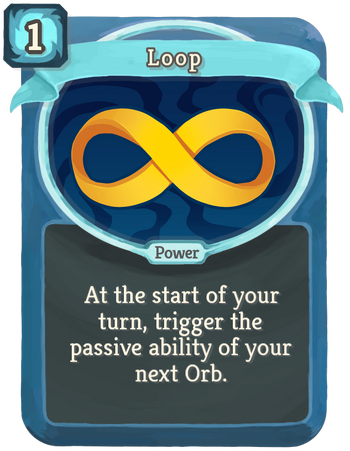 1
Loop
Power
At the start of your
turn, trigger the
passive ability of your
next Orb.